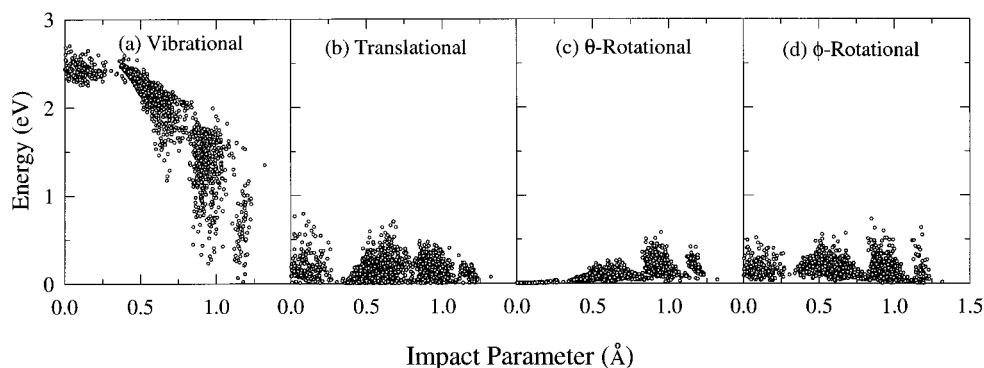 (a) Vibrational (b) Translational (c) θ-Rotational (d) ϕ-Rotational
Energy (eV)
3
2
1
0
0.0 0.5 1.0 0.0 0.5 1.0 0.0 0.5 1.0 0.0 0.5 1.0 1.5
Impact Parameter (Å)